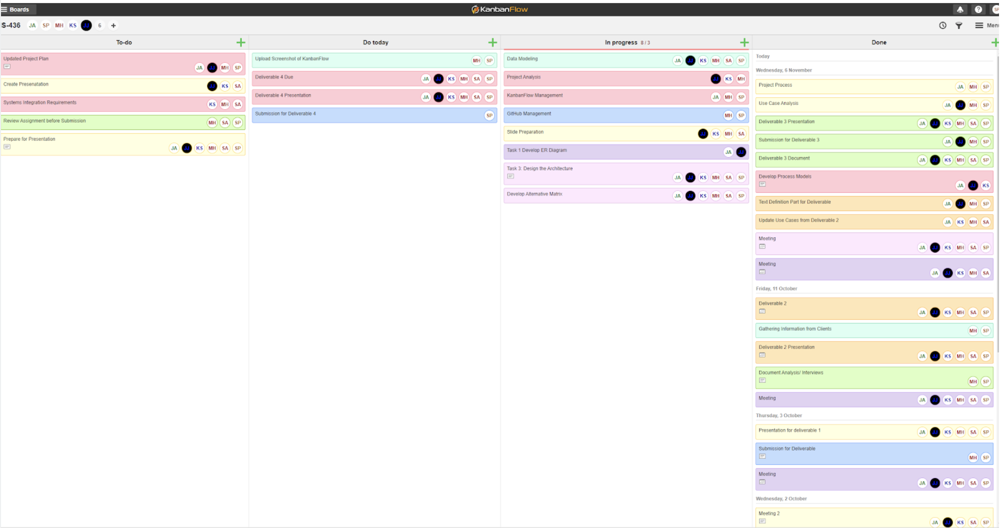 Boards
KanbanFlow
?
SP
S-436 JA SP MH KS JJ 6 +
Men
To-do
Do today
In progress 8 / 3
Done
Updated Project Plan
JA JJ MH SP
Create Presenatation
JJ KS SA
Systems Integration Requirements
KS MH SA
Review Assignment before Submission
MH SA SP
Prepare for Presentation
JA JJ KS MH SA SP
Upload Screenshot of KanbanFlow
MH SP
Deliverable 4 Due
JA JJ KS MH SA SP
Deliverable 4 Presentation
JA JJ KS MH SA SP
Submission for Deliverable 4
SP
Data Modeling
JA JJ KS MH SA SP
Project Analysis
JJ KS MH
KanbanFlow Management
JA MH SP
GitHub Management
MH SP
Slide Preparation
JJ KS MH SA
Task 1 Develop ER Diagram
JA JJ
Task 3: Design the Architecture
JA JJ KS MH SA SP
Develop Alternative Matrix
JA JJ KS MH SA SP
Today
Wednesday, 6 November
Project Process
JA MH SP
Use Case Analysis
JA JJ MH SP
Deliverable 3 Presentation
JA JJ KS MH SA SP
Submission for Deliverable 3
JA JJ MH SP
Deliverable 3 Document
JA JJ KS MH SA SP
Develop Process Models
JA JJ KS
Text Definition Part for Deliverable
JA JJ MH SP
Update Use Cases from Deliverable 2
JA KS MH SA
Meeting
JA JJ KS MH SA SP
Meeting
JA JJ KS MH SA
Friday, 11 October
Deliverable 2
JA JJ KS MH SA SP
Gathering Information from Clients
MH SP
Deliverable 2 Presentation
JA JJ KS MH SA SP
Document Analysis/ Interviews
MH SP
Meeting
JA JJ KS MH SA SP
Thursday, 3 October
Presentation for deliverable 1
JA JJ KS MH SA SP
Submission for Deliverable
MH SP
Meeting
JA JJ KS MH SA SP
Wednesday, 2 October
Meeting 2
JA JJ KS SA SP